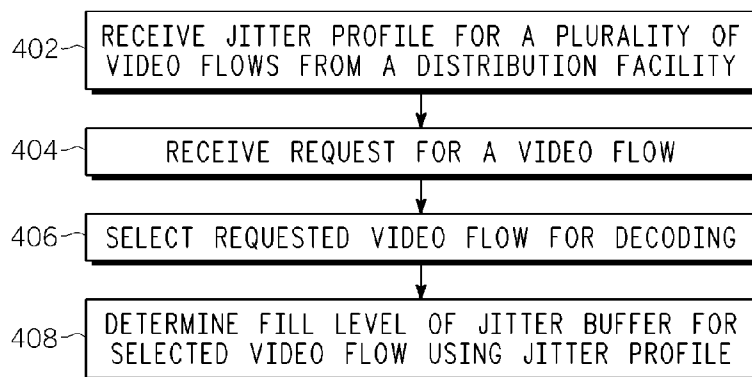 402
RECEIVE JITTER PROFILE FOR A PLURALITY OF
VIDEO FLOWS FROM A DISTRIBUTION FACILITY
404
RECEIVE REQUEST FOR A VIDEO FLOW
406
SELECT REQUESTED VIDEO FLOW FOR DECODING
408
DETERMINE FILL LEVEL OF JITTER BUFFER FOR
SELECTED VIDEO FLOW USING JITTER PROFILE